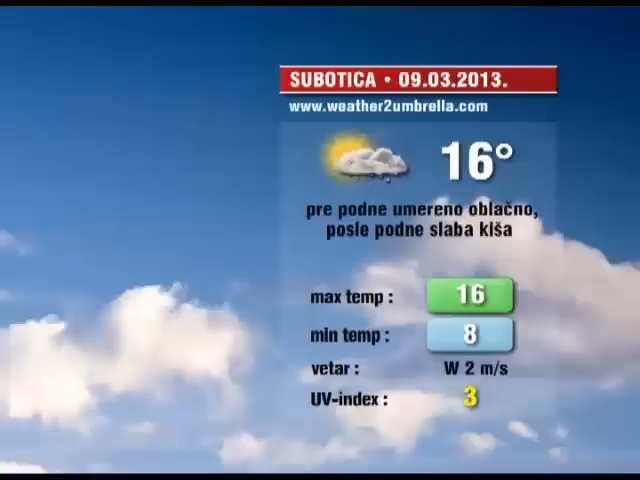 SUBOTICA • 09.03.2013.
www.weather2umbrella.com
16°
pre podne umereno oblačno,
posle podne slaba kiša
max temp : 16
min temp : 8
vetar : W 2 m/s
UV-index : 3